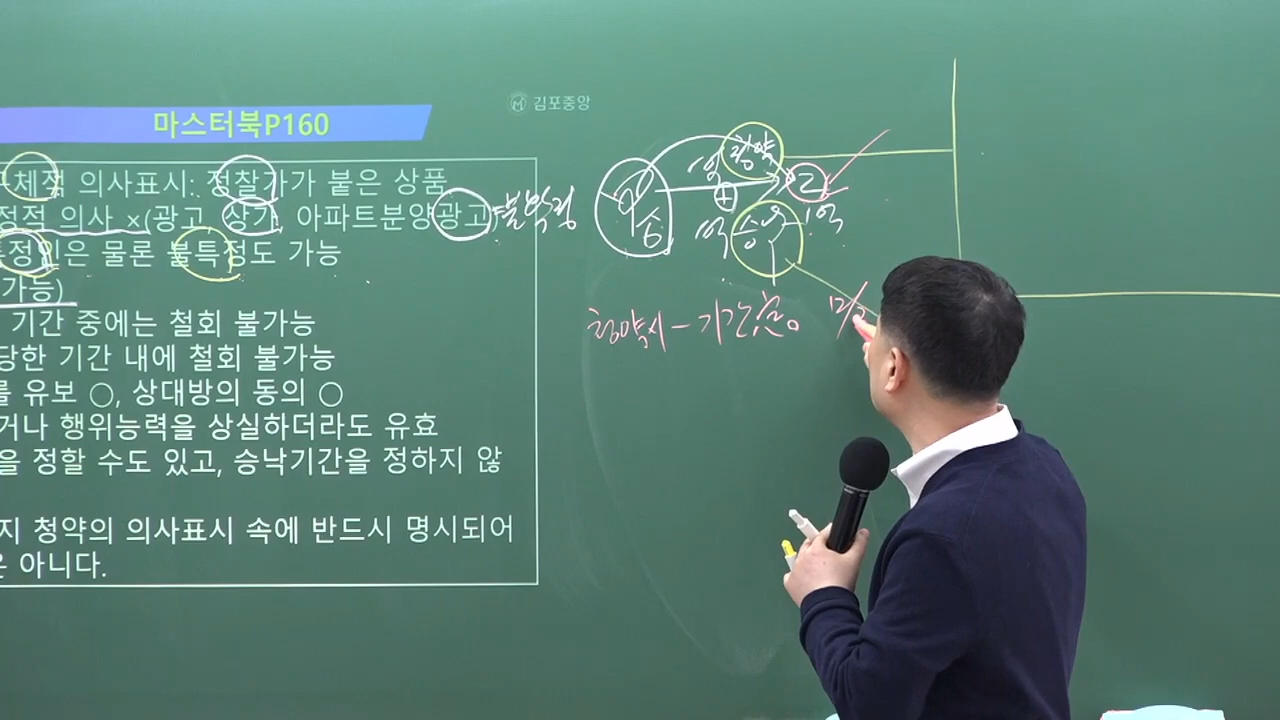 김포중앙
마스터북P160
체적 의사표시: 정찰가가 붙은 상품
정적 의사 ×(광고, 상가, 아파트분양광고)
정인은 물론 불특정도 가능
가능)
기간 중에는 철회 불가능
당한 기간 내에 철회 불가능
를 유보 ○, 상대방의 동의 ○
거나 행위능력을 상실하더라도 유효
을 정할 수도 있고, 승낙기간을 정하지 않
지 청약의 의사표시 속에 반드시 명시되어
은 아니다.
청약
1억
승낙
1억
청약시 - 기간
12/